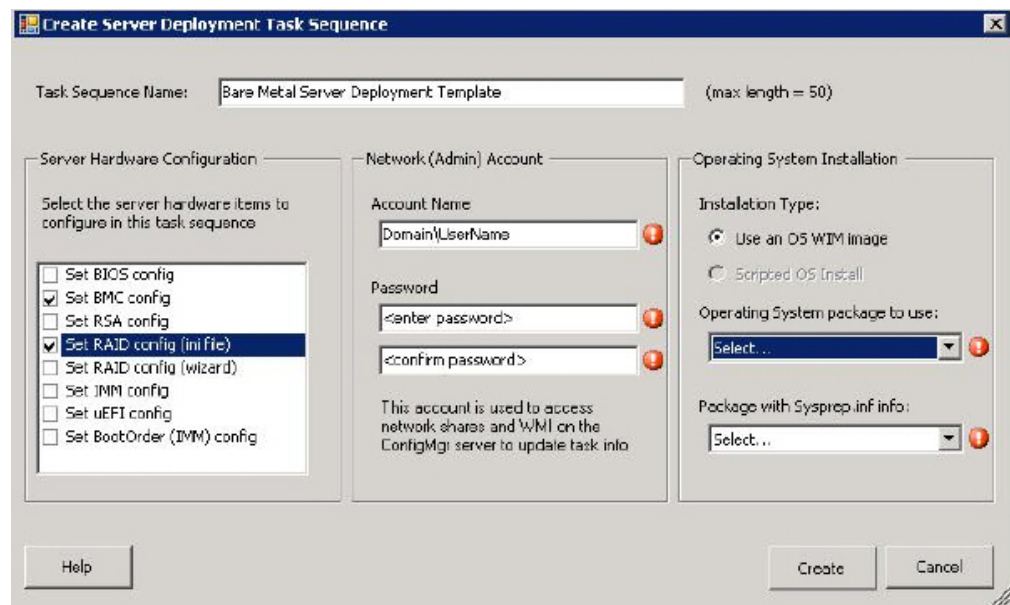 Create Server Deployment Task Sequence
Task Sequence Name:
Bare Metal Server Deployment Template
(max length = 50)
Server Hardware Configuration
Select the server hardware items to
configure in this task sequence
Set BIOS config
Set BMC config
Set RSA config
Set RAID config (ini file)
Set RAID config (wizard)
Set IMM config
Set uEFI config
Set BootOrder (IMM) config
Network (Admin) Account
Account Name
Domain\UserName
Password
<enter password>
<confirm password>
This account is used to access
network shares and WMI on the
ConfigMgr server to update task info
Operating System Installation
Installation Type:
Use an OS WIM image
Scripted OS Install
Operating System package to use:
Select...
Package with Sysprep.inf info:
Select...
Help
Create
Cancel